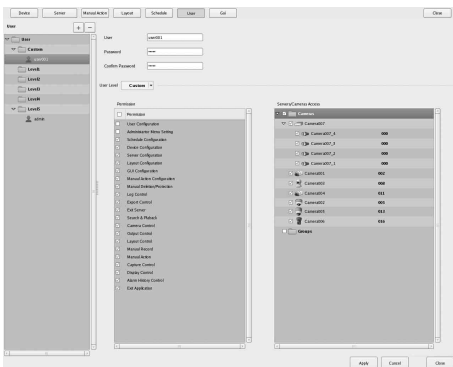 Device Server Manual Action Layout Schedule User Gui Close
User + −
User
Custom
user001
Level1
Level2
Level3
Level4
Level5
admin
User user001
Password *****
Confirm Password *****
User Level Custom
Permission
Permission
User Configuration
Administrator Menu Setting
Schedule Configuration
Device Configuration
Server Configuration
Layout Configuration
GUI Configuration
Manual Action Configuration
Manual Deletion/Protection
Log Control
Export Control
Exit Server
Search & Playback
Camera Control
Output Control
Layout Control
Manual Record
Manual Action
Capture Control
Display Control
Alarm History Control
Exit Application
Servers/Cameras Access
Cameras
Camera007
Camera007_4 000
Camera007_3 000
Camera007_2 000
Camera007_1 000
Camera001 002
Camera003 008
Camera004 011
Camera002 005
Camera005 013
Camera006 016
Groups
Apply Cancel Close